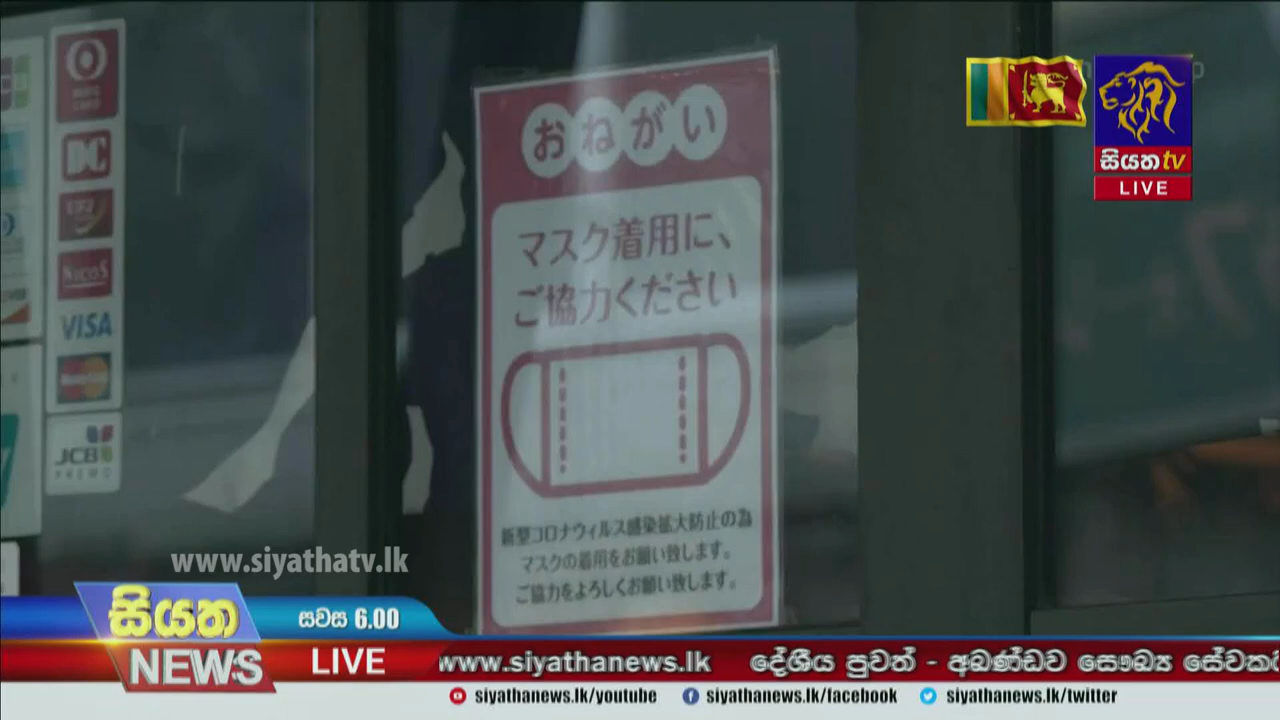 おねがい
マスク着用に、
ご協力ください
新型コロナウィルス感染拡大防止の為
マスクの着用をお願い致します。
ご協力をよろしくお願い致します。
DC
NICOS
VISA
MasterCard
JCB
PREMO
සියත tv
LIVE
www.siyathatv.lk
සියත
NEWS
සවස 6.00
LIVE
www.siyathanews.lk
දේශීය පුවත් - අඛණ්ඩව සෞඛ්‍ය සේවක
siyathanews.lk/youtube
siyathanews.lk/facebook
siyathanews.lk/twitter